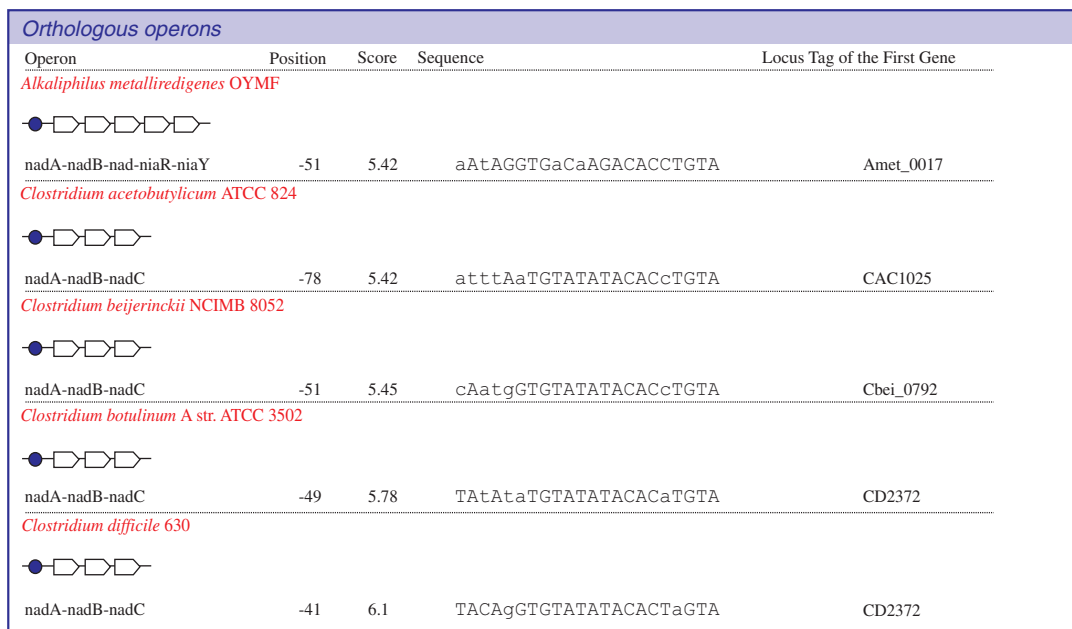 Orthologous operons
Operon Position Score Sequence Locus Tag of the First Gene
Alkaliphilus metalliredigenes OYMF
nadA-nadB-nad-niaR-niaY -51 5.42 aAtAGGTGaCaAGACACCTGTA Amet_0017
Clostridium acetobutylicum ATCC 824
nadA-nadB-nadC -78 5.42 atttAaTGTATATACACcTGTA CAC1025
Clostridium beijerinckii NCIMB 8052
nadA-nadB-nadC -51 5.45 cAatgGTGTATATACACcTGTA Cbei_0792
Clostridium botulinum A str. ATCC 3502
nadA-nadB-nadC -49 5.78 TAtAtaTGTATATACACaTGTA CD2372
Clostridium difficile 630
nadA-nadB-nadC -41 6.1 TACAgGTGTATATACACTaGTA CD2372